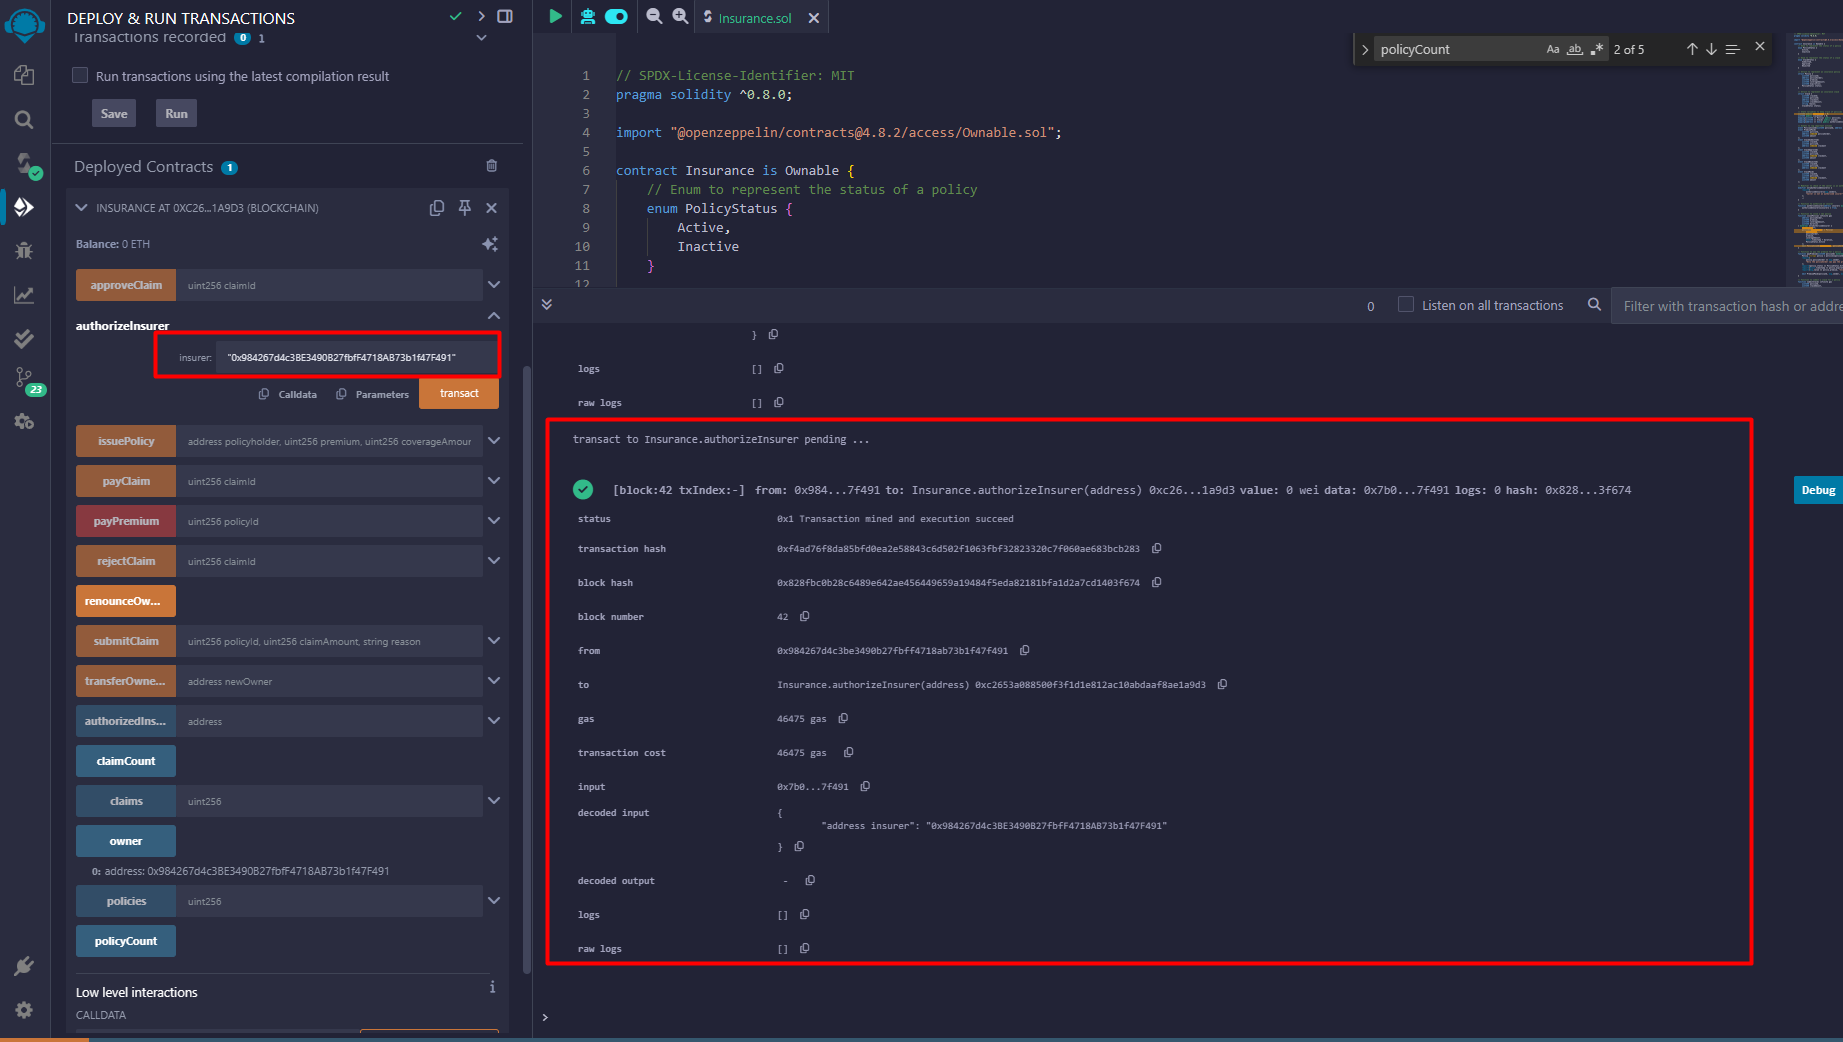 DEPLOY & RUN TRANSACTIONS
Transactions recorded 0 1
Run transactions using the latest compilation result
Save Run
Deployed Contracts 1
INSURANCE AT 0XC26...1A9D3 (BLOCKCHAIN)
Balance: 0 ETH
approveClaim uint256 claimId
authorizeInsurer
insurer: "0x984267d4c3BE3490B27fbfF4718AB73b1f47F491"
Calldata Parameters transact
issuePolicy address policyholder, uint256 premium, uint256 coverageAmour
payClaim uint256 claimId
payPremium uint256 policyId
rejectClaim uint256 claimId
renounceOw...
submitClaim uint256 policyId, uint256 claimAmount, string reason
transferOwne... address newOwner
authorizedIns... address
claimCount
claims uint256
owner
0: address: 0x984267d4c3BE3490B27fbfF4718AB73b1f47F491
policies uint256
policyCount
Low level interactions i
CALLDATA
23
Insurance.sol
policyCount Aa ab 2 of 5
1 // SPDX-License-Identifier: MIT
2 pragma solidity ^0.8.0;
3
4 import "@openzeppelin/contracts@4.8.2/access/Ownable.sol";
5
6 contract Insurance is Ownable {
7 // Enum to represent the status of a policy
8 enum PolicyStatus {
9 Active,
10 Inactive
11 }
12
0 Listen on all transactions Filter with transaction hash or addre
}
logs []
raw logs []
transact to Insurance.authorizeInsurer pending ...
[block:42 txIndex:-] from: 0x984...7f491 to: Insurance.authorizeInsurer(address) 0xc26...1a9d3 value: 0 wei data: 0x7b0...7f491 logs: 0 hash: 0x828...3f674
Debug
status 0x1 Transaction mined and execution succeed
transaction hash 0xf4ad76f8da85bfd0ea2e58843c6d502f1063fbf32823320c7f060ae683bcb283
block hash 0x828fbc0b28c6489e642ae456449659a19484f5eda82181bfa1d2a7cd1403f674
block number 42
from 0x984267d4c3be3490b27fbff4718ab73b1f47f491
to Insurance.authorizeInsurer(address) 0xc2653a088500f3f1d1e812ac10abdaaf8ae1a9d3
gas 46475 gas
transaction cost 46475 gas
input 0x7b0...7f491
decoded input {
"address insurer": "0x984267d4c3BE3490B27fbfF4718AB73b1f47F491"
}
decoded output -
logs []
raw logs []
>